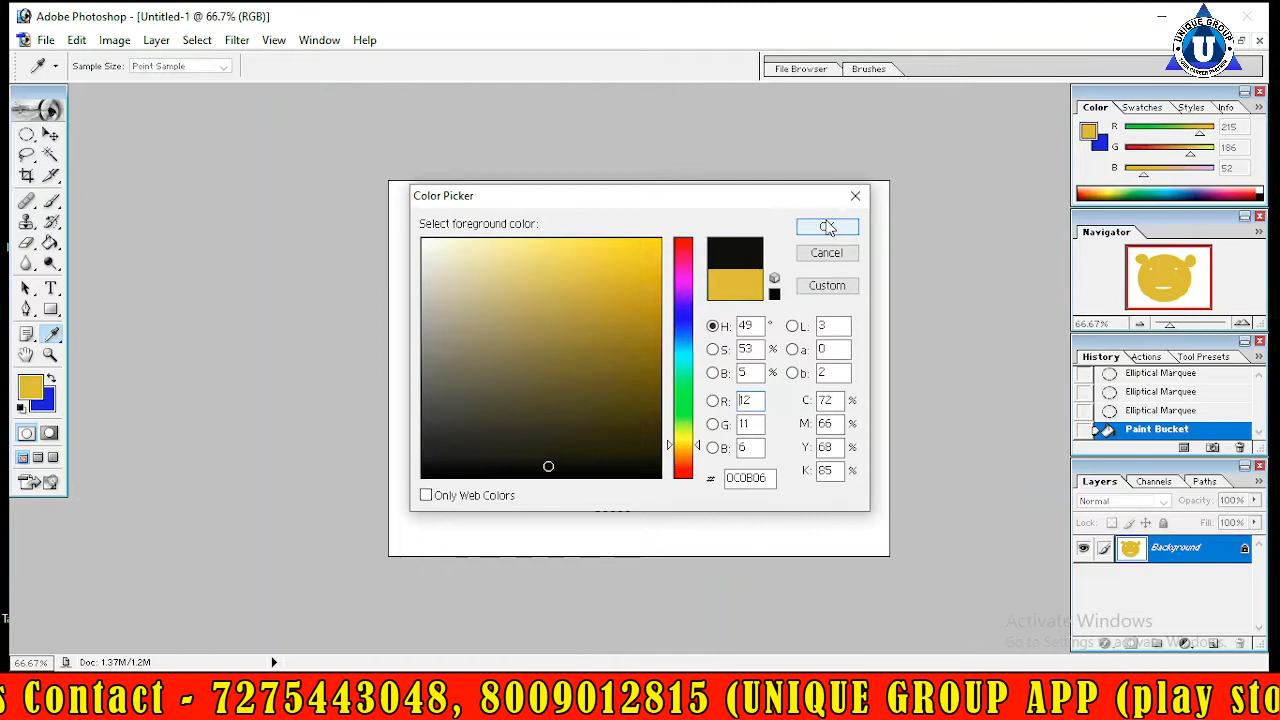 Adobe Photoshop - [Untitled-1 @ 66.7% (RGB)]
File Edit Image Layer Select Filter View Window Help
UNIQUE GROUP
U
Sample Size: Point Sample
File Browser Brushes
Color Swatches Styles Info
R 215
G 186
B 52
Color Picker
Select foreground color:
Cancel
Custom
H: 49 ° L: 3
S: 53 % a: 0
B: 5 % b: 2
R: 12 C: 72 %
G: 11 M: 66 %
B: 6 Y: 68 %
K: 85 %
# 0C0B06
Only Web Colors
Navigator
66.67%
History Actions Tool Presets
Elliptical Marquee
Elliptical Marquee
Elliptical Marquee
Paint Bucket
Layers Channels Paths
Normal Opacity: 100%
Lock: Fill: 100%
Background
Activate Windows
Go to Settings to activate Windows.
66.67% Doc: 1.37M/1.2M
s Contact - 7275443048, 8009012815 (UNIQUE GROUP APP (play sto